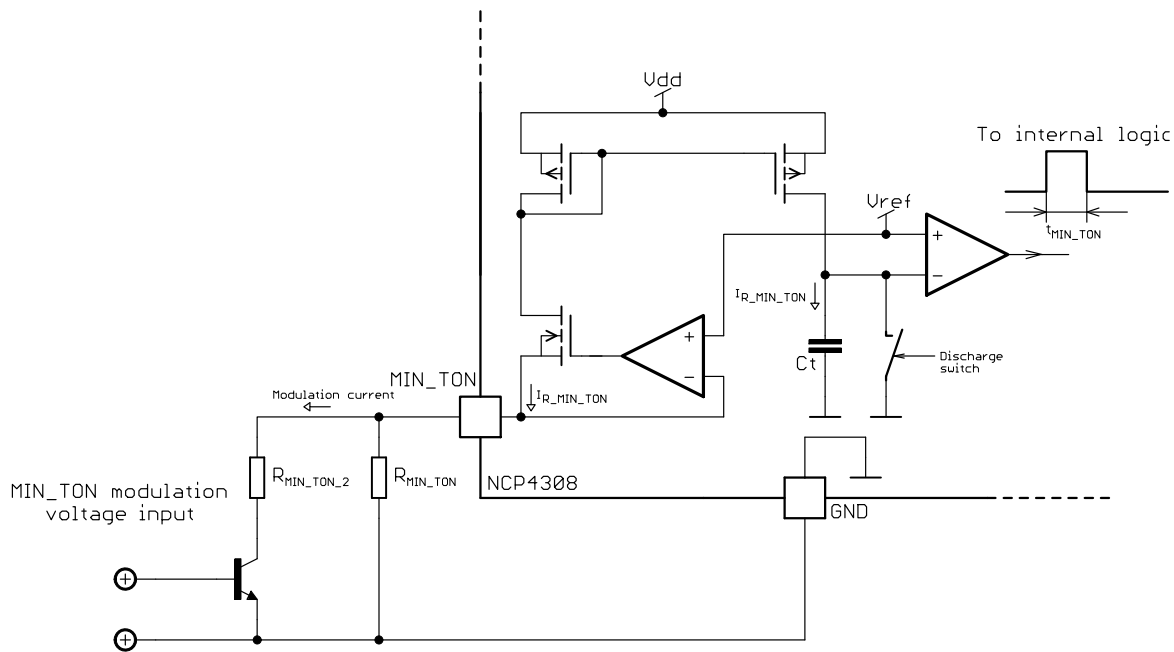 Vdd
To internal logic
Vref
+
−
tMIN_TON
IR_MIN_TON
+
−
Ct
Discharge
switch
MIN_TON
Modulation current
IR_MIN_TON
RMIN_TON_2
RMIN_TON
NCP4308
GND
MIN_TON modulation
voltage input
+
+